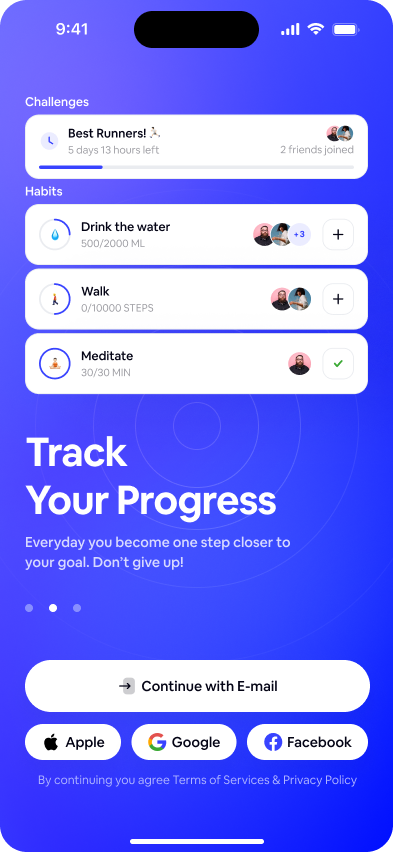 9:41
Challenges
Best Runners!
5 days 13 hours left
2 friends joined
Habits
Drink the water
500/2000 ML
+3
Walk
0/10000 STEPS
Meditate
30/30 MIN
Track
Your Progress
Everyday you become one step closer to
your goal. Don't give up!
Continue with E-mail
Apple
Google
Facebook
By continuing you agree Terms of Services & Privacy Policy